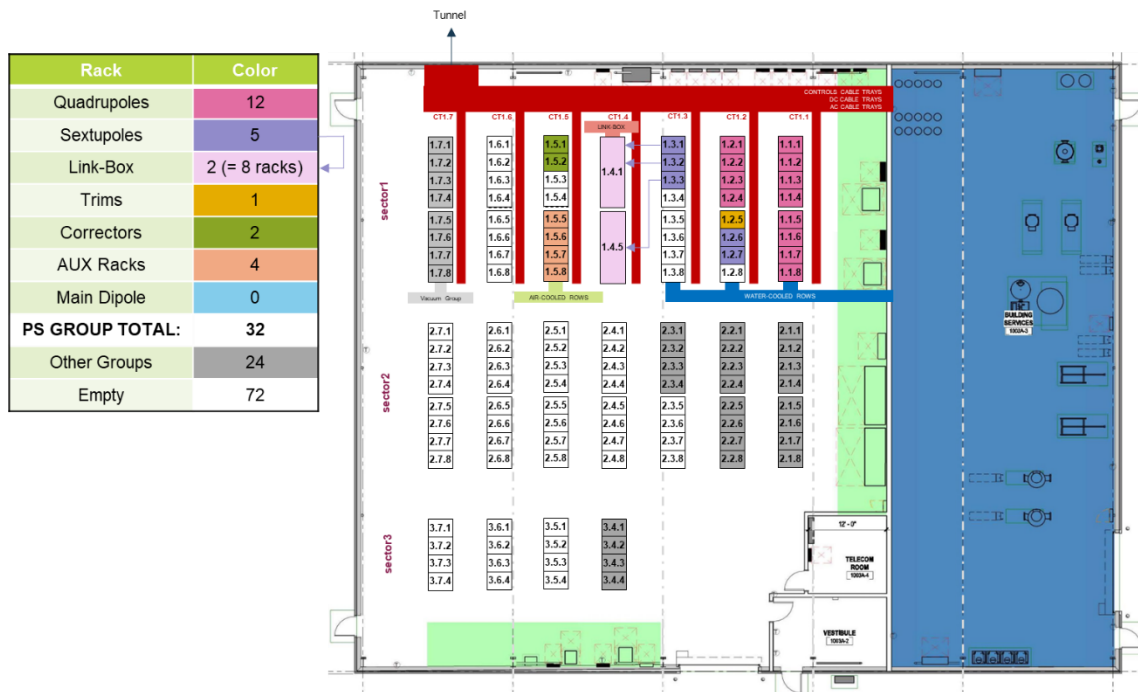 Tunnel
Rack Color
Quadrupoles 12
Sextupoles 5
Link-Box 2 (= 8 racks)
Trims 1
Correctors 2
AUX Racks 4
Main Dipole 0
PS GROUP TOTAL: 32
Other Groups 24
Empty 72
CONTROLS CABLE TRAYS
DC CABLE TRAYS
AC CABLE TRAYS
CT1.7 CT1.6 CT1.5 CT1.4 CT1.3 CT1.2 CT1.1
LINK-BOX
sector1
1.7.1 1.6.1 1.5.1 1.4.1 1.3.1 1.2.1 1.1.1
1.7.2 1.6.2 1.5.2 1.3.2 1.2.2 1.1.2
1.7.3 1.6.3 1.5.3 1.3.3 1.2.3 1.1.3
1.7.4 1.6.4 1.5.4 1.3.4 1.2.4 1.1.4
1.7.5 1.6.5 1.5.5 1.4.5 1.3.5 1.2.5 1.1.5
1.7.6 1.6.6 1.5.6 1.3.6 1.2.6 1.1.6
1.7.7 1.6.7 1.5.7 1.3.7 1.2.7 1.1.7
1.7.8 1.6.8 1.5.8 1.3.8 1.2.8 1.1.8
Vacuum Group AIR-COOLED ROWS WATER-COOLED ROWS
BUILDING
SERVICES
1003A-3
sector2
2.7.1 2.6.1 2.5.1 2.4.1 2.3.1 2.2.1 2.1.1
2.7.2 2.6.2 2.5.2 2.4.2 2.3.2 2.2.2 2.1.2
2.7.3 2.6.3 2.5.3 2.4.3 2.3.3 2.2.3 2.1.3
2.7.4 2.6.4 2.5.4 2.4.4 2.3.4 2.2.4 2.1.4
2.7.5 2.6.5 2.5.5 2.4.5 2.3.5 2.2.5 2.1.5
2.7.6 2.6.6 2.5.6 2.4.6 2.3.6 2.2.6 2.1.6
2.7.7 2.6.7 2.5.7 2.4.7 2.3.7 2.2.7 2.1.7
2.7.8 2.6.8 2.5.8 2.4.8 2.3.8 2.2.8 2.1.8
sector3
3.7.1 3.6.1 3.5.1 3.4.1
3.7.2 3.6.2 3.5.2 3.4.2
3.7.3 3.6.3 3.5.3 3.4.3
3.7.4 3.6.4 3.5.4 3.4.4
12' - 0"
TELECOM
ROOM
1003A-4
VESTIBULE
1003A-2